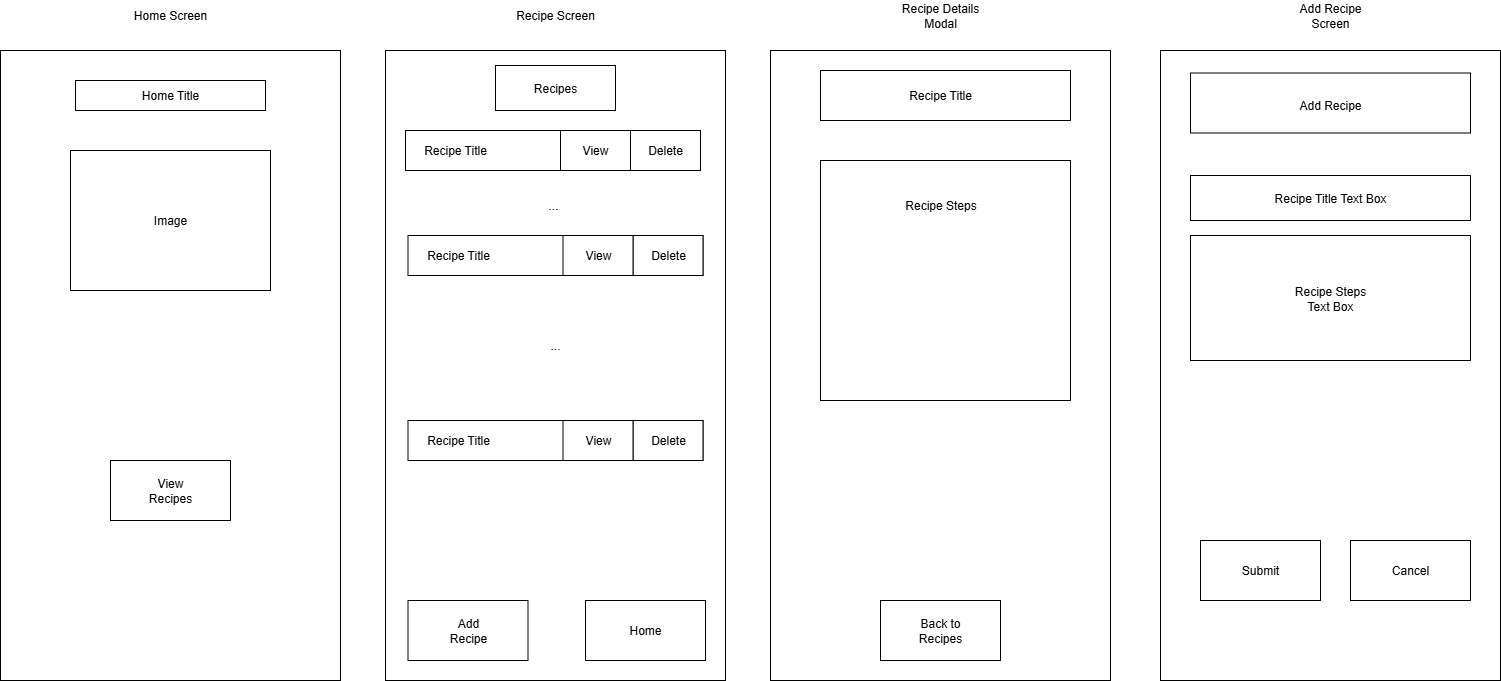 Home Screen
Home Title
Image
View
Recipes
Recipe Screen
Recipes
Recipe Title View Delete
...
Recipe Title View Delete
...
Recipe Title View Delete
Add
Recipe
Home
Recipe Details
Modal
Recipe Title
Recipe Steps
Back to
Recipes
Add Recipe
Screen
Add Recipe
Recipe Title Text Box
Recipe Steps
Text Box
Submit
Cancel